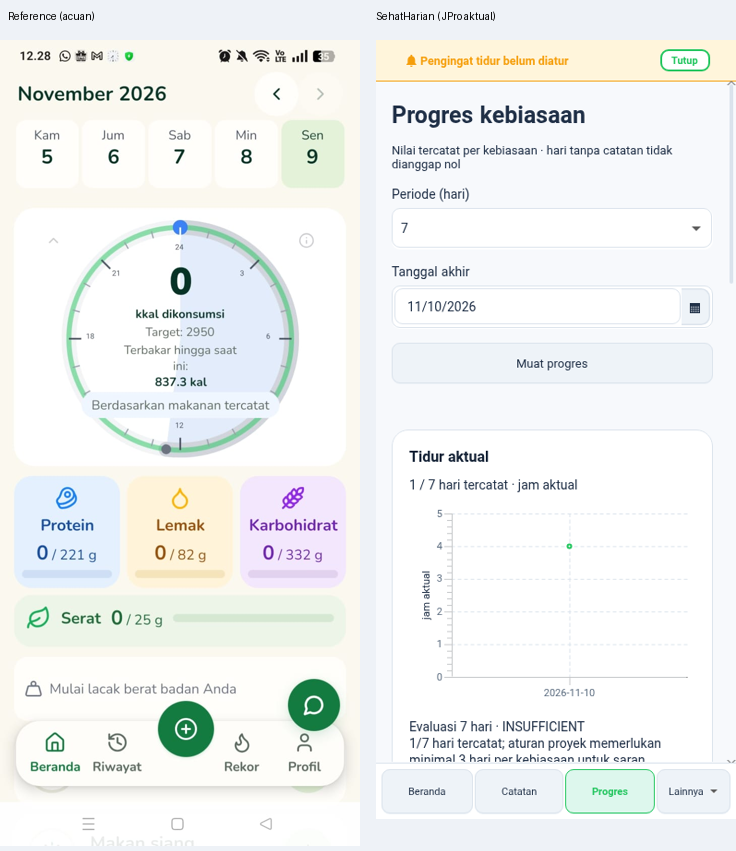 Reference (acuan)
12.28
Vo
LTE
35
November 2026
Kam
5
Jum
6
Sab
7
Min
8
Sen
9
24
21
3
18
6
12
0
kkal dikonsumsi
Target: 2950
Terbakar hingga saat
ini:
837.3 kal
Berdasarkan makanan tercatat
Protein
0 / 221 g
Lemak
0 / 82 g
Karbohidrat
0 / 332 g
Serat 0 / 25 g
Mulai lacak berat badan Anda
Beranda
Riwayat
Rekor
Profil
Makan siang
SehatHarian (JPro aktual)
Pengingat tidur belum diatur
Tutup
Progres kebiasaan
Nilai tercatat per kebiasaan · hari tanpa catatan tidak
dianggap nol
Periode (hari)
7
Tanggal akhir
11/10/2026
Muat progres
Tidur aktual
1 / 7 hari tercatat · jam aktual
jam aktual
5
4
3
2
1
0
2026-11-10
Evaluasi 7 hari · INSUFFICIENT
1/7 hari tercatat; aturan proyek memerlukan
minimal 3 hari per kebiasaan untuk saran
Beranda
Catatan
Progres
Lainnya